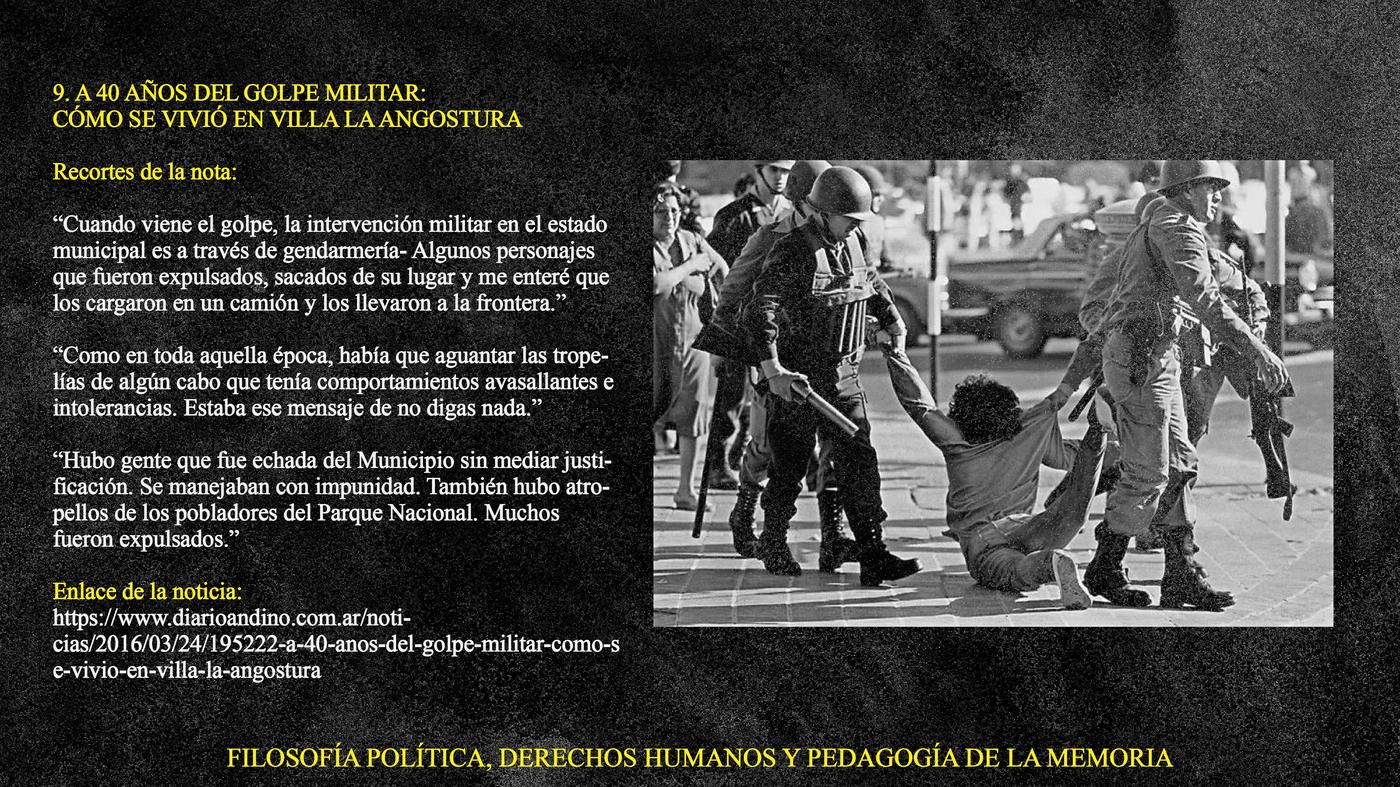 9. A 40 AÑOS DEL GOLPE MILITAR:
CÓMO SE VIVIÓ EN VILLA LA ANGOSTURA
Recortes de la nota:
“Cuando viene el golpe, la intervención militar en el estado
municipal es a través de gendarmería- Algunos personajes
que fueron expulsados, sacados de su lugar y me enteré que
los cargaron en un camión y los llevaron a la frontera.”
“Como en toda aquella época, había que aguantar las trope-
lías de algún cabo que tenía comportamientos avasallantes e
intolerancias. Estaba ese mensaje de no digas nada.”
“Hubo gente que fue echada del Municipio sin mediar justi-
ficación. Se manejaban con impunidad. También hubo atro-
pellos de los pobladores del Parque Nacional. Muchos
fueron expulsados.”
Enlace de la noticia:
https://www.diarioandino.com.ar/noti-
cias/2016/03/24/195222-a-40-anos-del-golpe-militar-como-s
e-vivio-en-villa-la-angostura
FILOSOFÍA POLÍTICA, DERECHOS HUMANOS Y PEDAGOGÍA DE LA MEMORIA